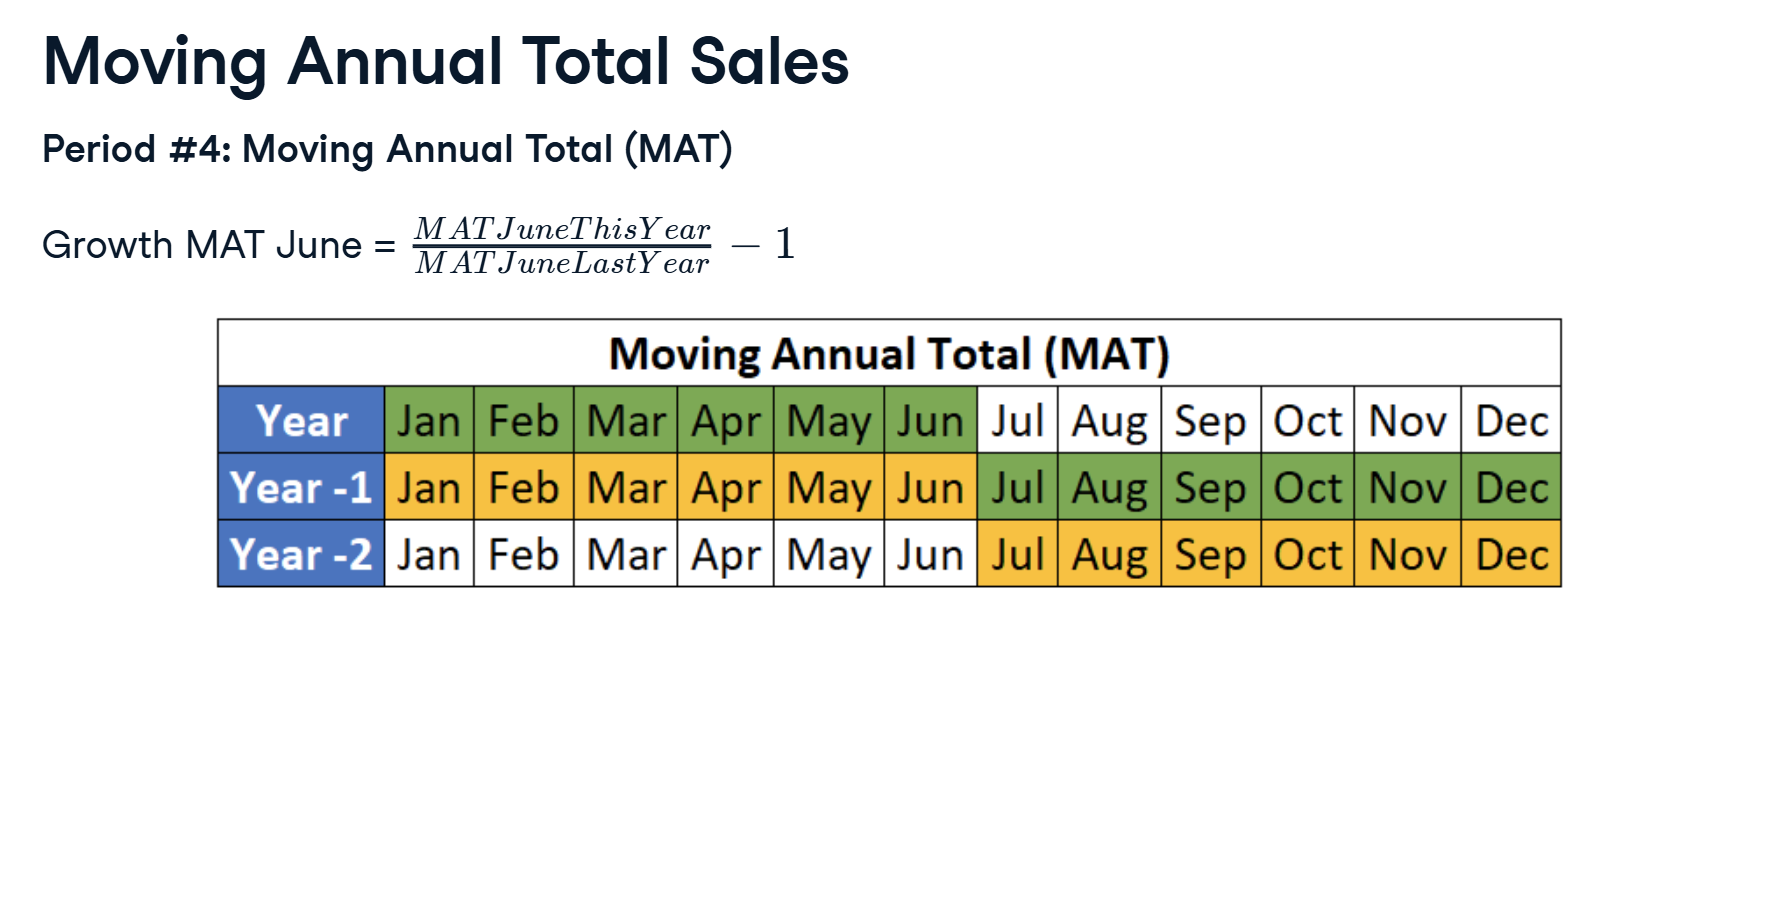 Moving Annual Total Sales
Period #4: Moving Annual Total (MAT)
Growth MAT June = MATJuneThisYear / MATJuneLastYear − 1
Moving Annual Total (MAT)
Year Jan Feb Mar Apr May Jun Jul Aug Sep Oct Nov Dec
Year -1 Jan Feb Mar Apr May Jun Jul Aug Sep Oct Nov Dec
Year -2 Jan Feb Mar Apr May Jun Jul Aug Sep Oct Nov Dec